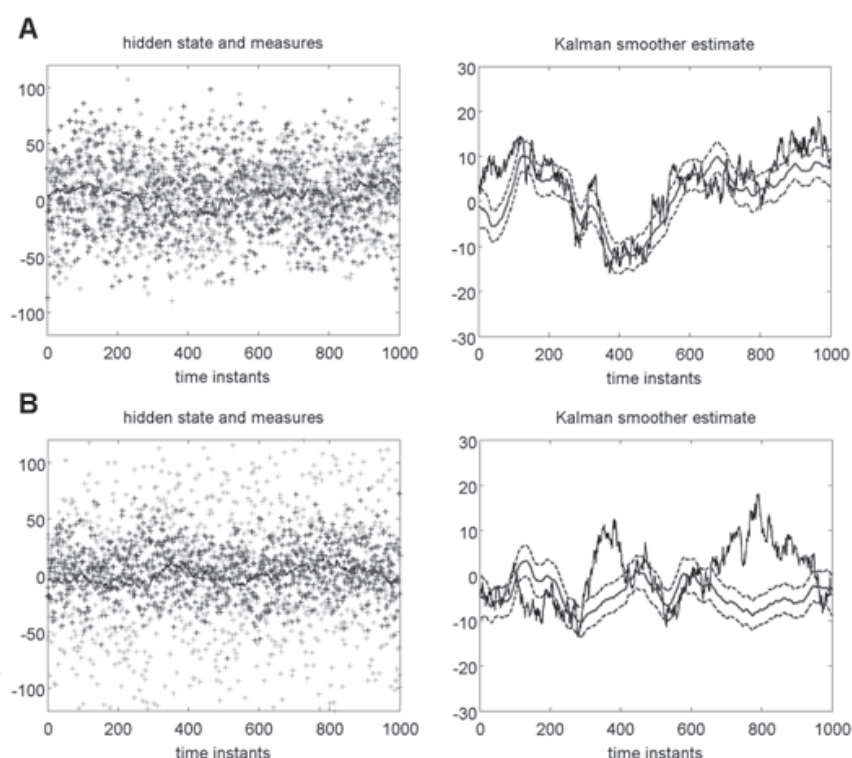 A
hidden state and measures
100
50
0
-50
-100
0 200 400 600 800 1000
time instants
Kalman smoother estimate
30
20
10
0
-10
-20
-30
0 200 400 600 800 1000
time instants
B
hidden state and measures
100
50
0
-50
-100
0 200 400 600 800 1000
time instants
Kalman smoother estimate
30
20
10
0
-10
-20
-30
0 200 400 600 800 1000
time instants